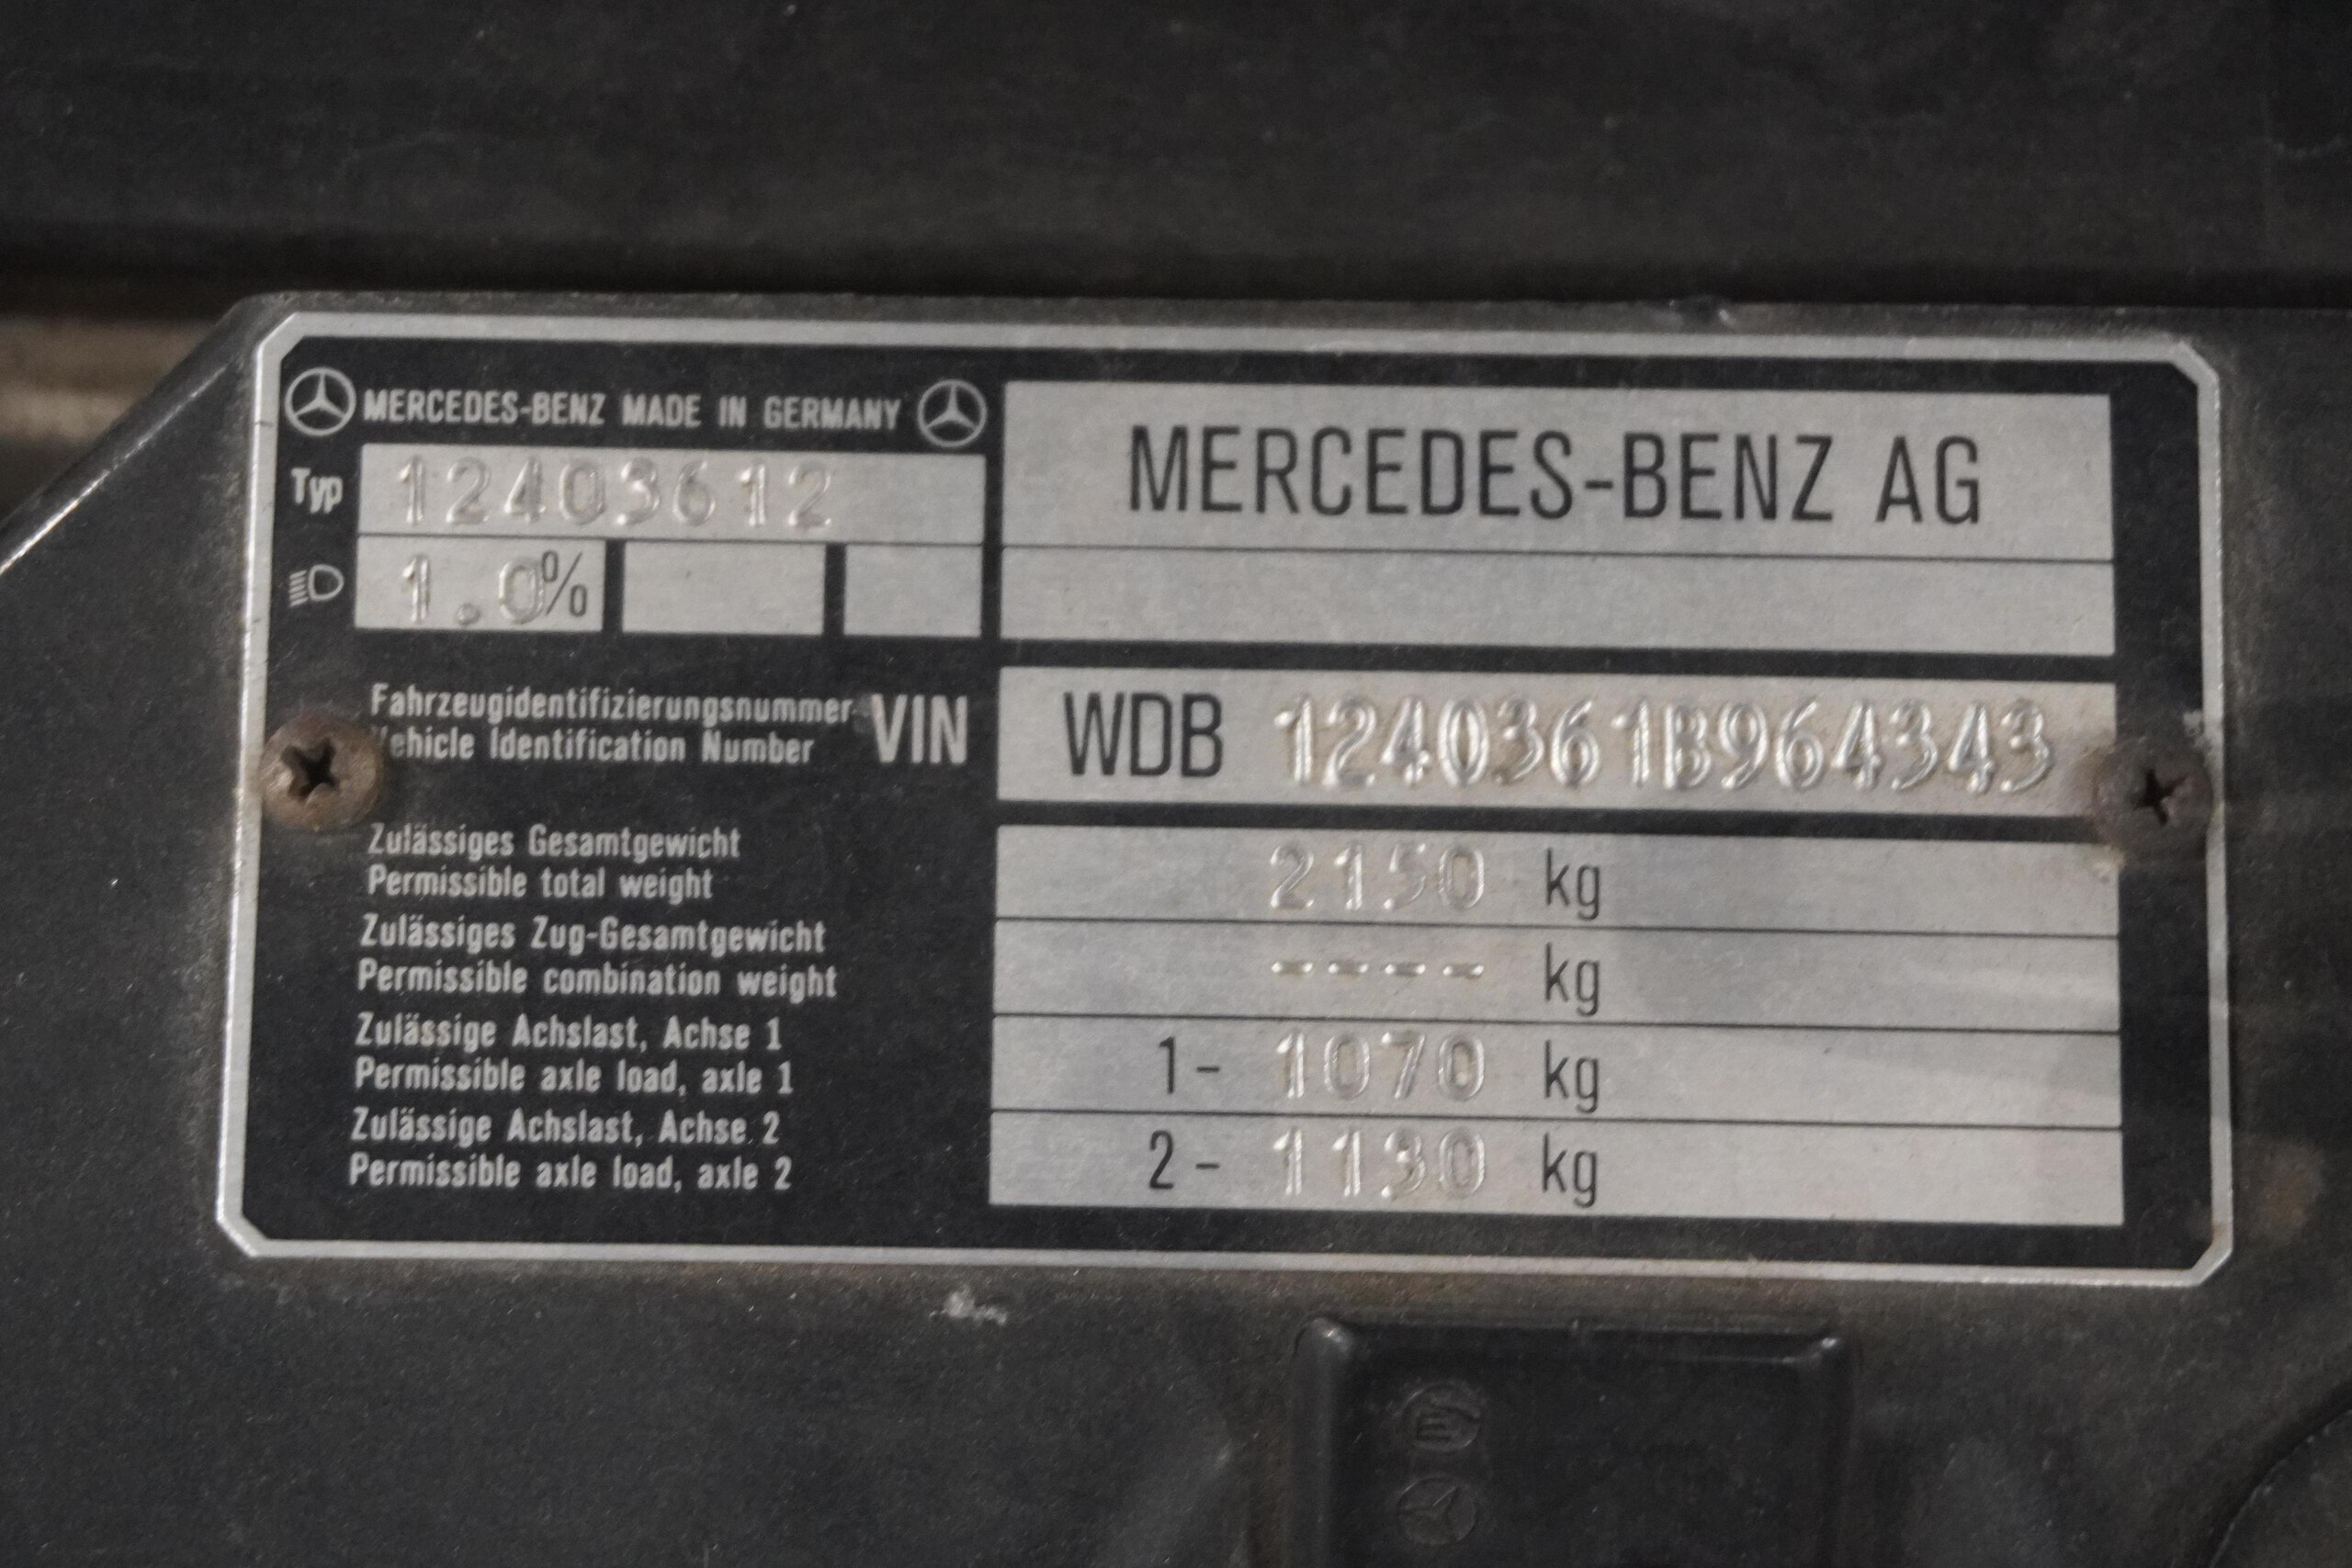 MERCEDES-BENZ MADE IN GERMANY
MERCEDES-BENZ AG
Typ 12403612
1.0%
Fahrzeugidentifizierungsnummer
Vehicle Identification Number
VIN
WDB 1240361B964343
Zulässiges Gesamtgewicht
Permissible total weight
2150 kg
Zulässiges Zug-Gesamtgewicht
Permissible combination weight
---- kg
Zulässige Achslast, Achse 1
Permissible axle load, axle 1
1- 1070 kg
Zulässige Achslast, Achse 2
Permissible axle load, axle 2
2- 1130 kg